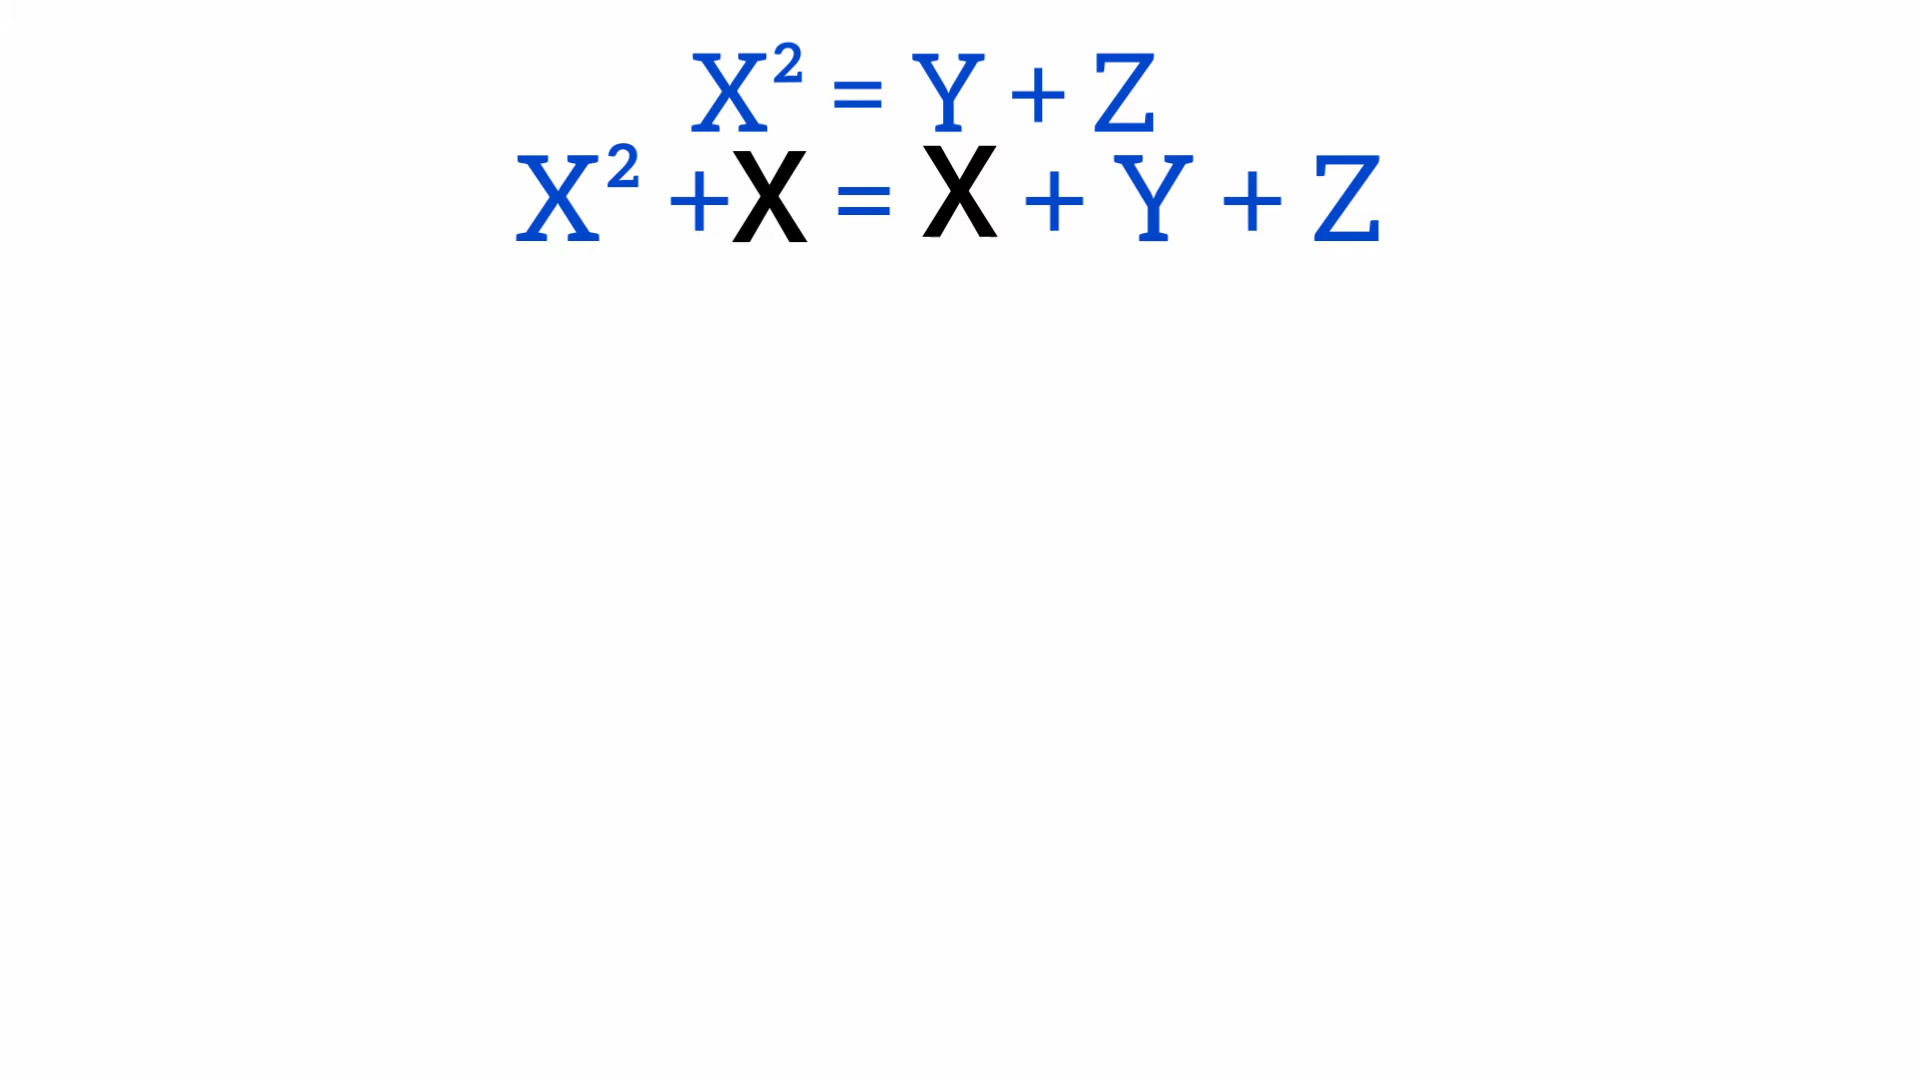 X² = Y + Z
X² + X = X + Y + Z